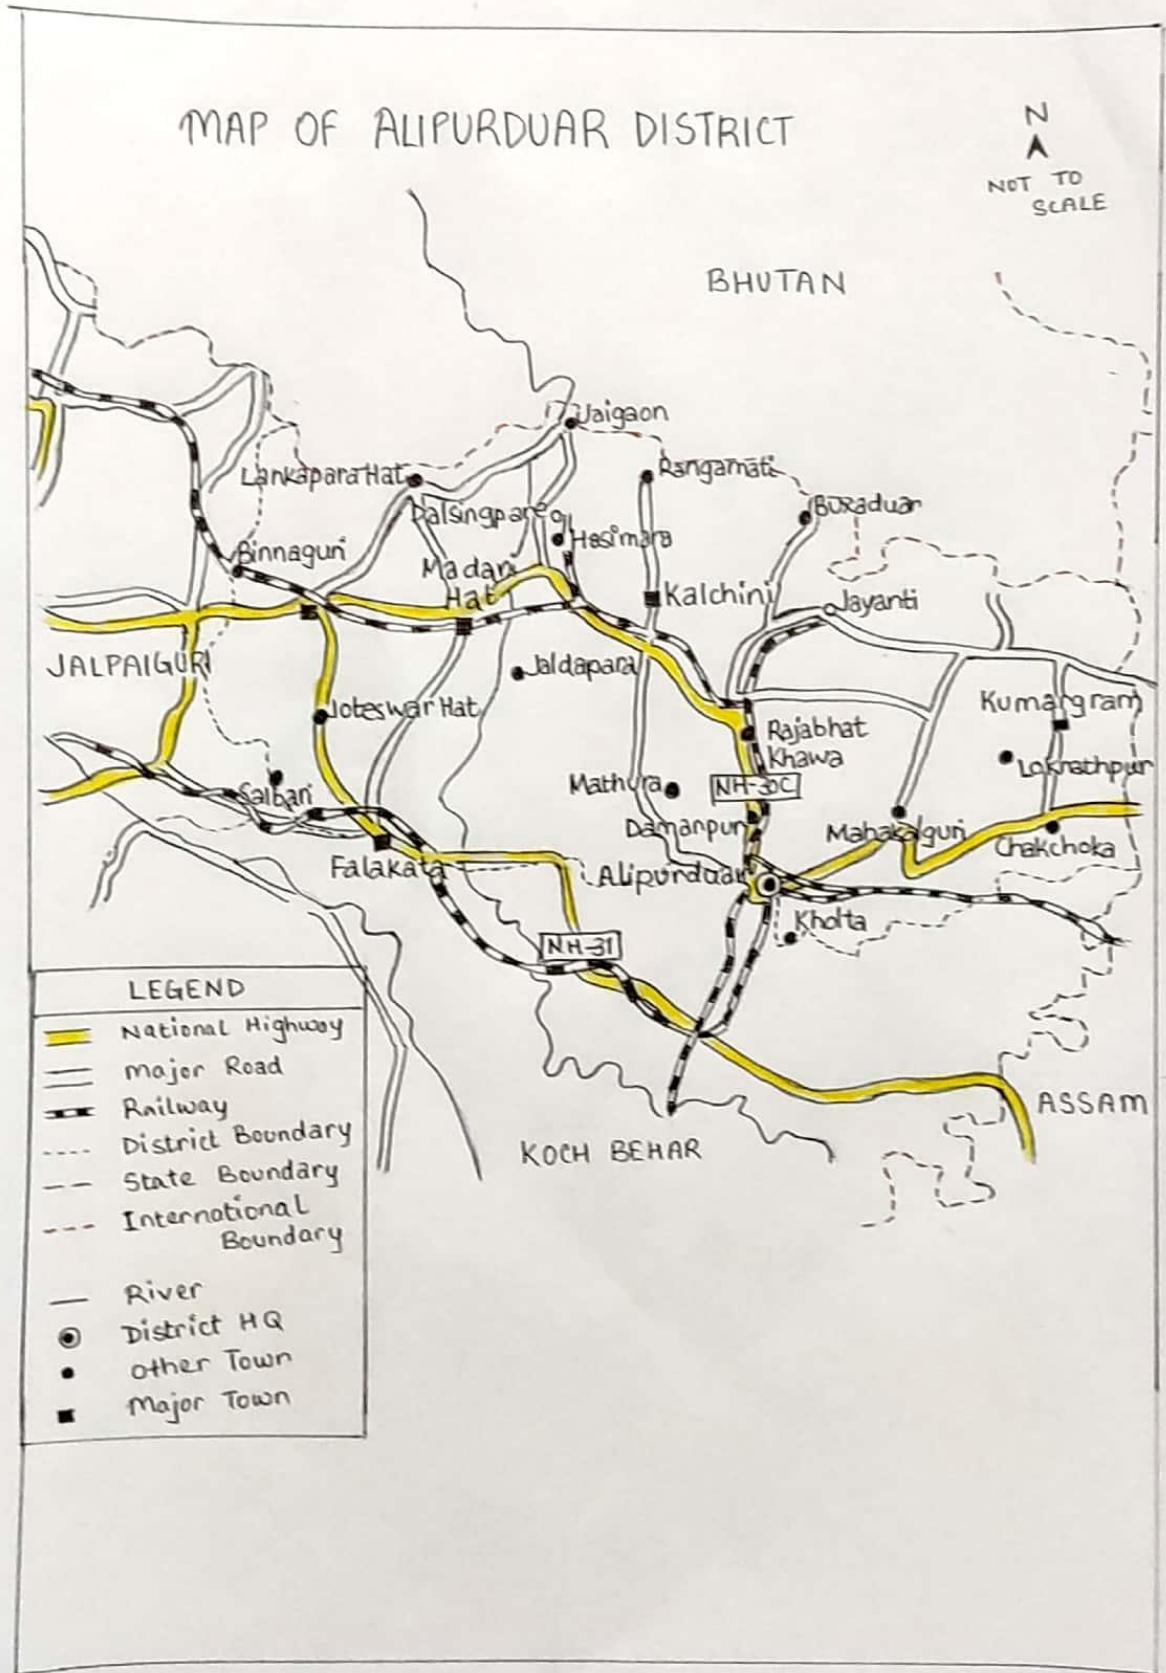 MAP OF ALIPURDUAR DISTRICT
N
NOT TO
SCALE
BHUTAN
Jaigaon
Lankapara Hat
Rangamati
Dalsingpare
Buxaduar
Hasimara
Binnaguri
Madari
Hat
Kalchini
Jayanti
JALPAIGURI
Jaldapara
Kumargram
Joteswar Hat
Rajabhat
Khawa
Loknathpur
Salbari
Mathura
NH-30C
Damanpur
Mahakalguri
Chakchoka
Falakata
Alipurduar
Kholta
NH-31
LEGEND
National Highway
Major Road
Railway
District Boundary
State Boundary
International
Boundary
River
District HQ
Other Town
Major Town
ASSAM
KOCH BEHAR